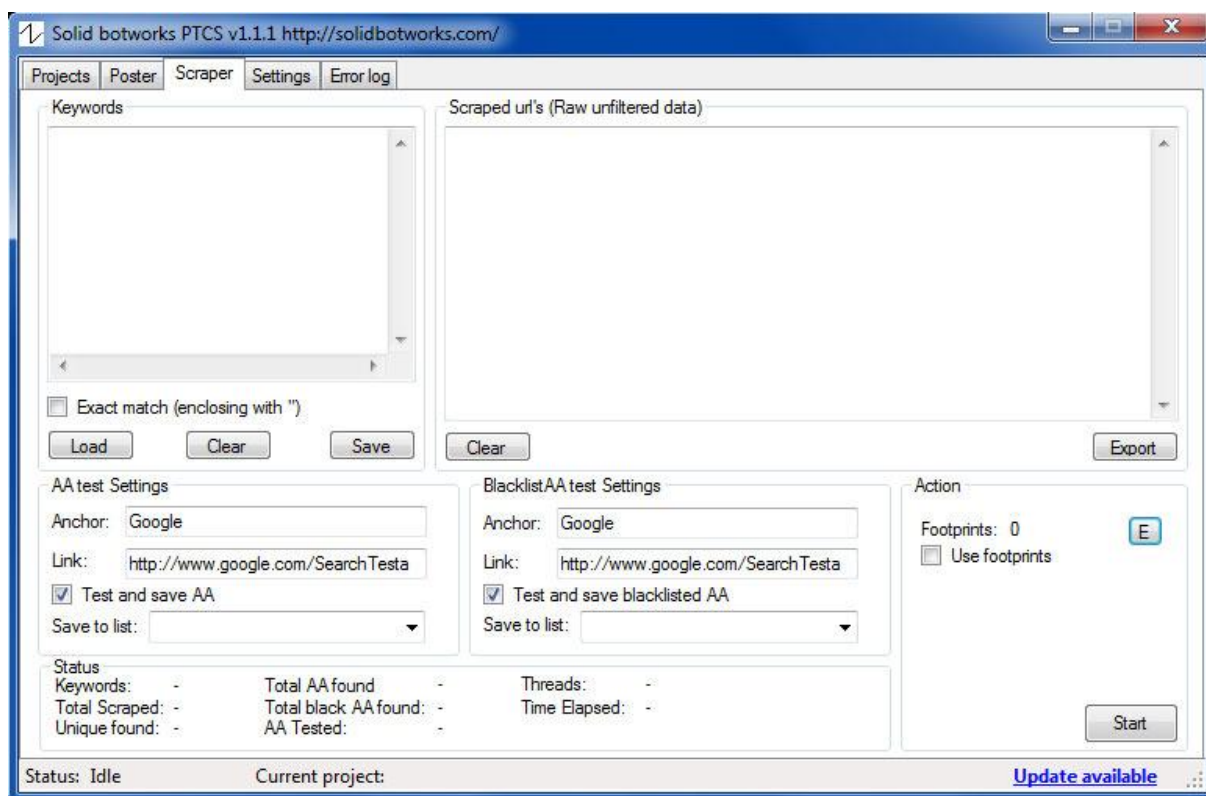 Solid botworks PTCS v1.1.1 http://solidbotworks.com/
Projects Poster Scraper Settings Error log
Keywords
Exact match (enclosing with ")
Load Clear Save
Scraped url's (Raw unfiltered data)
Clear Export
AA test Settings
Anchor: Google
Link: http://www.google.com/SearchTesta
Test and save AA
Save to list:
BlacklistAA test Settings
Anchor: Google
Link: http://www.google.com/SearchTesta
Test and save blacklisted AA
Save to list:
Action
Footprints: 0 E
Use footprints
Start
Status
Keywords: - Total AA found - Threads: -
Total Scraped: - Total black AA found: - Time Elapsed: -
Unique found: - AA Tested: -
Status: Idle Current project: Update available